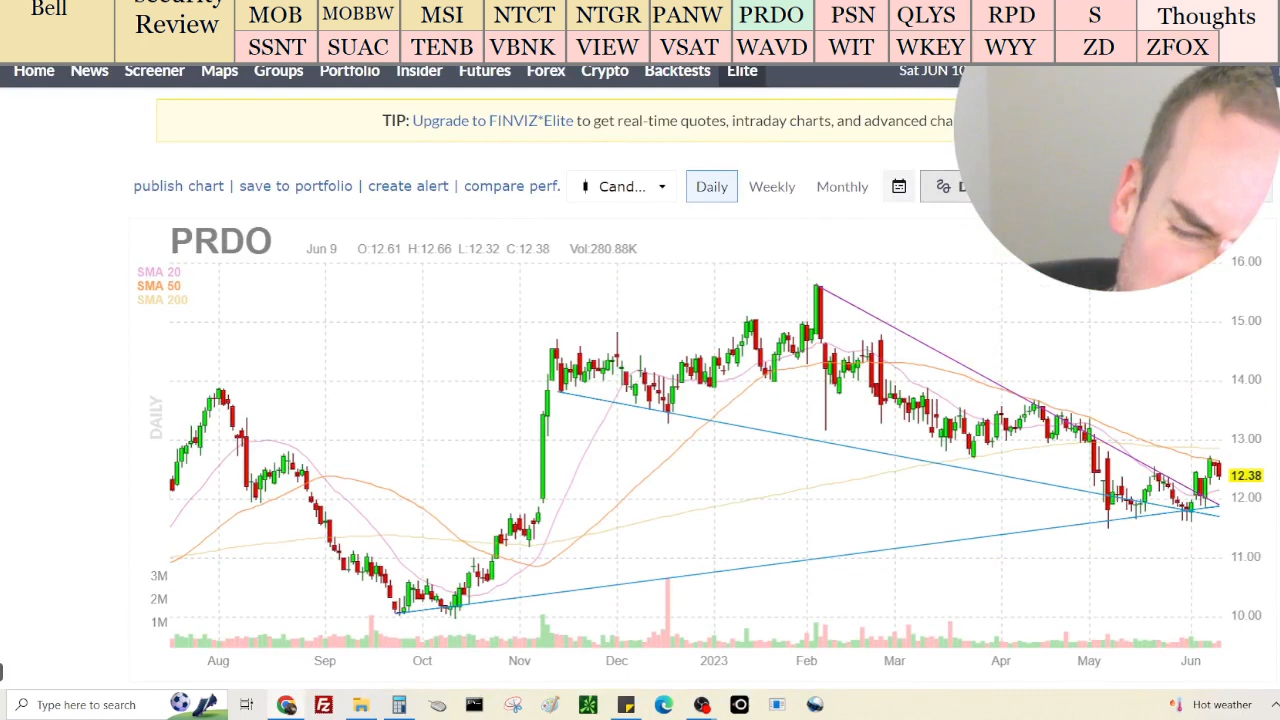 Bell
Security
Review
MOB MOBBW MSI NTCT NTGR PANW PRDO PSN QLYS RPD S Thoughts
SSNT SUAC TENB VBNK VIEW VSAT WAVD WIT WKEY WYY ZD ZFOX
Home News Screener Maps Groups Portfolio Insider Futures Forex Crypto Backtests Elite Sat JUN 10
TIP: Upgrade to FINVIZ*Elite to get real-time quotes, intraday charts, and advanced
publish chart | save to portfolio | create alert | compare perf. Cand... Daily Weekly Monthly
PRDO Jun 9 O:12.61 H:12.66 L:12.32 C:12.38 Vol:280.88K
SMA 20
SMA 50
SMA 200
DAILY
16.00
15.00
14.00
13.00
12.38
12.00
11.00
10.00
3M
2M
1M
Aug Sep Oct Nov Dec 2023 Feb Mar Apr May Jun
Type here to search Hot weather